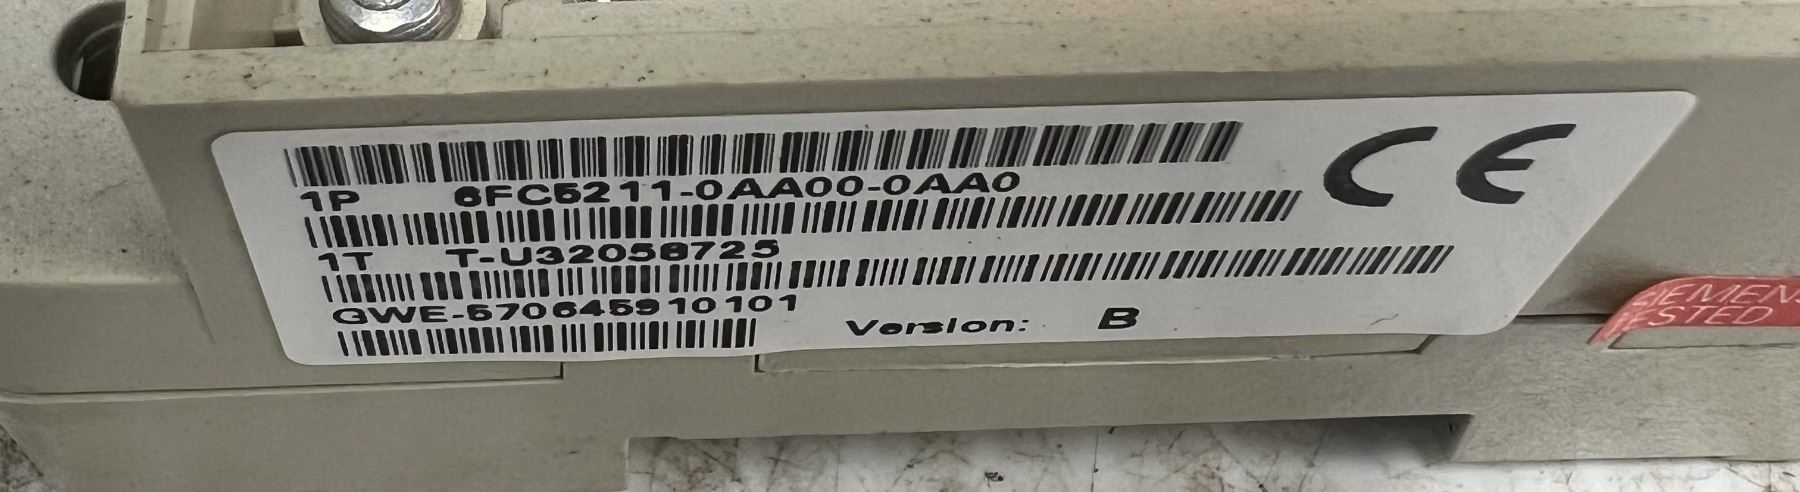 1P 6FC5211-0AA00-0AA0
1T T-U32058725
GWE-570645910101
Version: B
CE
SIEMENS
TESTED